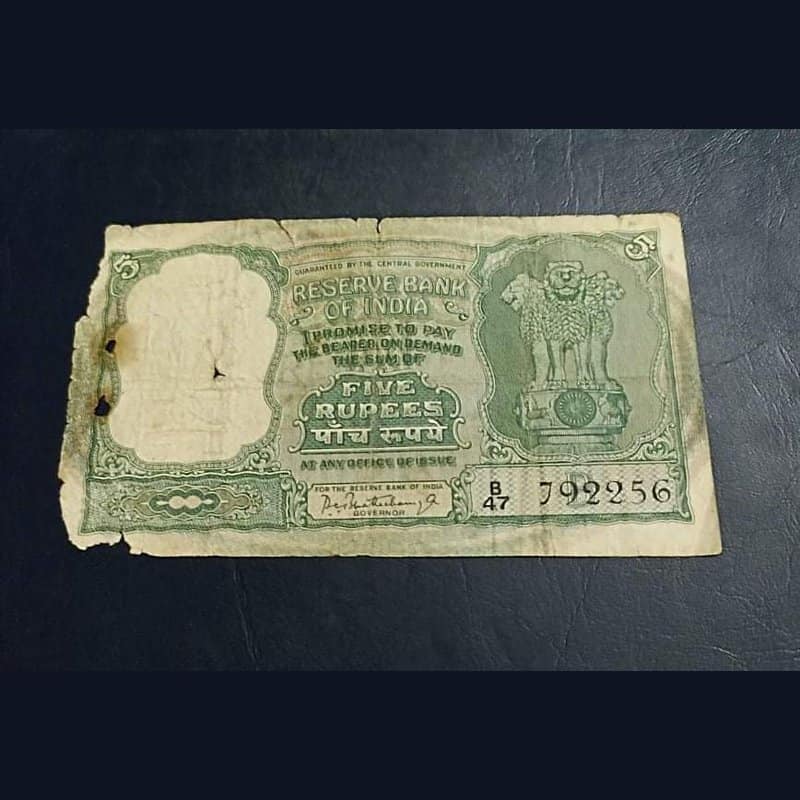 5
5
GUARANTEED BY THE CENTRAL GOVERNMENT
RESERVE BANK
OF INDIA
I PROMISE TO PAY
THE BEARER ON DEMAND
THE SUM OF
FIVE
RUPEES
पाँच रूपये
AT ANY OFFICE OF ISSUE
FOR THE RESERVE BANK OF INDIA
GOVERNOR
B
47 792256